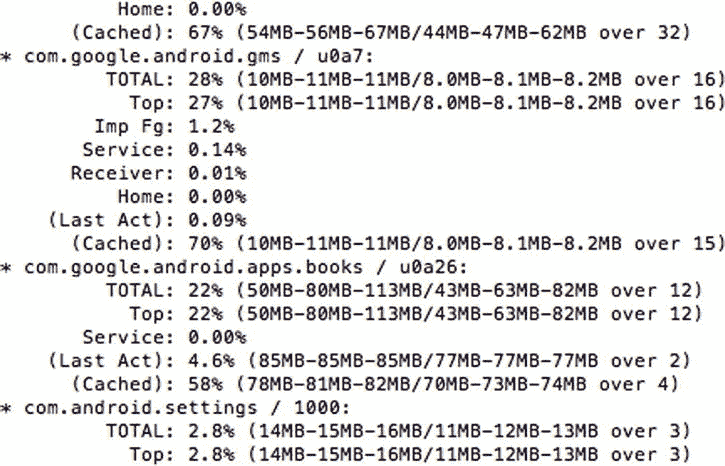 Home: 0.00%
(Cached): 67% (54MB-56MB-67MB/44MB-47MB-62MB over 32)
* com.google.android.gms / u0a7:
TOTAL: 28% (10MB-11MB-11MB/8.0MB-8.1MB-8.2MB over 16)
Top: 27% (10MB-11MB-11MB/8.0MB-8.1MB-8.2MB over 16)
Imp Fg: 1.2%
Service: 0.14%
Receiver: 0.01%
Home: 0.00%
(Last Act): 0.09%
(Cached): 70% (10MB-11MB-11MB/8.0MB-8.1MB-8.2MB over 15)
* com.google.android.apps.books / u0a26:
TOTAL: 22% (50MB-80MB-113MB/43MB-63MB-82MB over 12)
Top: 22% (50MB-80MB-113MB/43MB-63MB-82MB over 12)
Service: 0.00%
(Last Act): 4.6% (85MB-85MB-85MB/77MB-77MB-77MB over 2)
(Cached): 58% (78MB-81MB-82MB/70MB-73MB-74MB over 4)
* com.android.settings / 1000:
TOTAL: 2.8% (14MB-15MB-16MB/11MB-12MB-13MB over 3)
Top: 2.8% (14MB-15MB-16MB/11MB-12MB-13MB over 3)